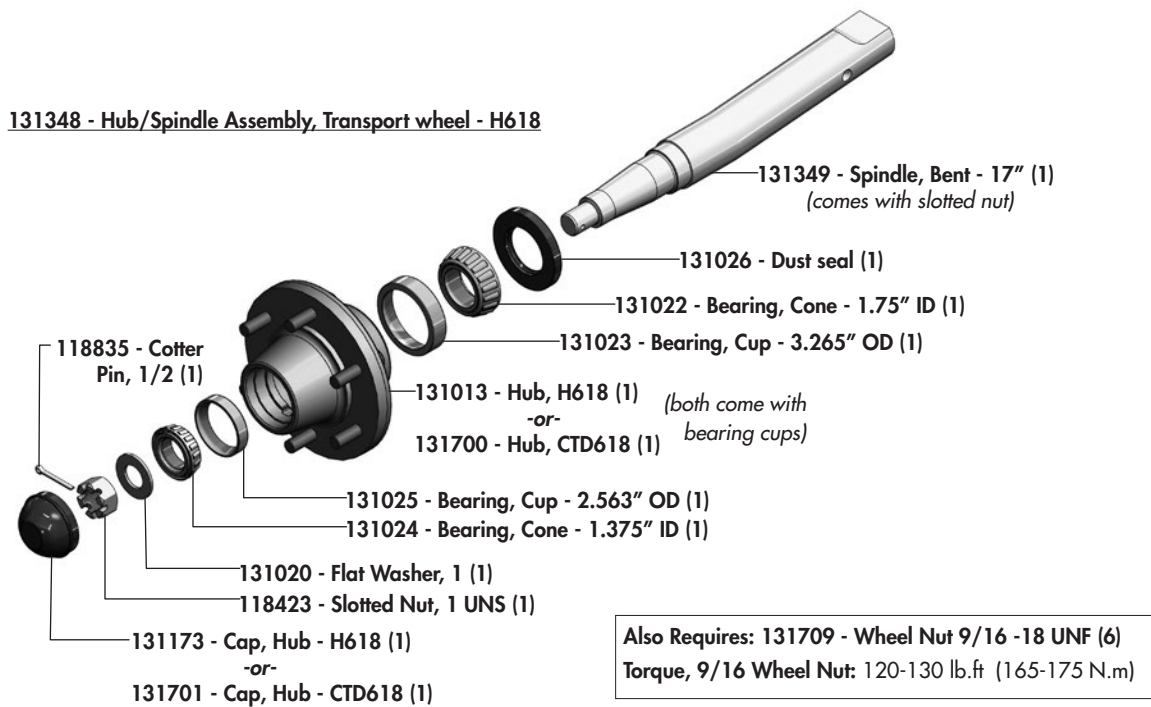 131348 - Hub/Spindle Assembly, Transport wheel - H618
131349 - Spindle, Bent - 17” (1)
(comes with slotted nut)
131026 - Dust seal (1)
131022 - Bearing, Cone - 1.75” ID (1)
131023 - Bearing, Cup - 3.265” OD (1)
118835 - Cotter
Pin, 1/2 (1)
131013 - Hub, H618 (1)
-or-
131700 - Hub, CTD618 (1)
(both come with
bearing cups)
131025 - Bearing, Cup - 2.563” OD (1)
131024 - Bearing, Cone - 1.375” ID (1)
131020 - Flat Washer, 1 (1)
118423 - Slotted Nut, 1 UNS (1)
131173 - Cap, Hub - H618 (1)
-or-
131701 - Cap, Hub - CTD618 (1)
Also Requires: 131709 - Wheel Nut 9/16 -18 UNF (6)
Torque, 9/16 Wheel Nut: 120-130 lb.ft (165-175 N.m)